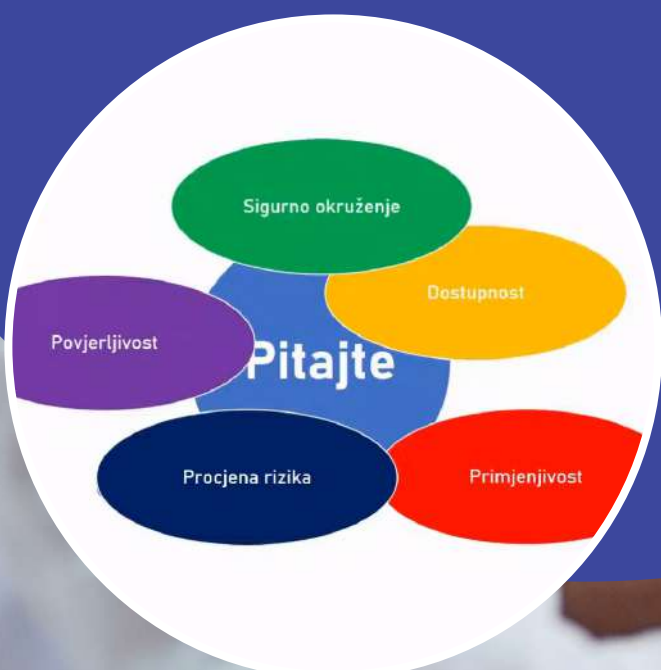 Sigurno okruženje
Dostupnost
Povjerljivost
Pitajte
Procjena rizika
Primjenjivost